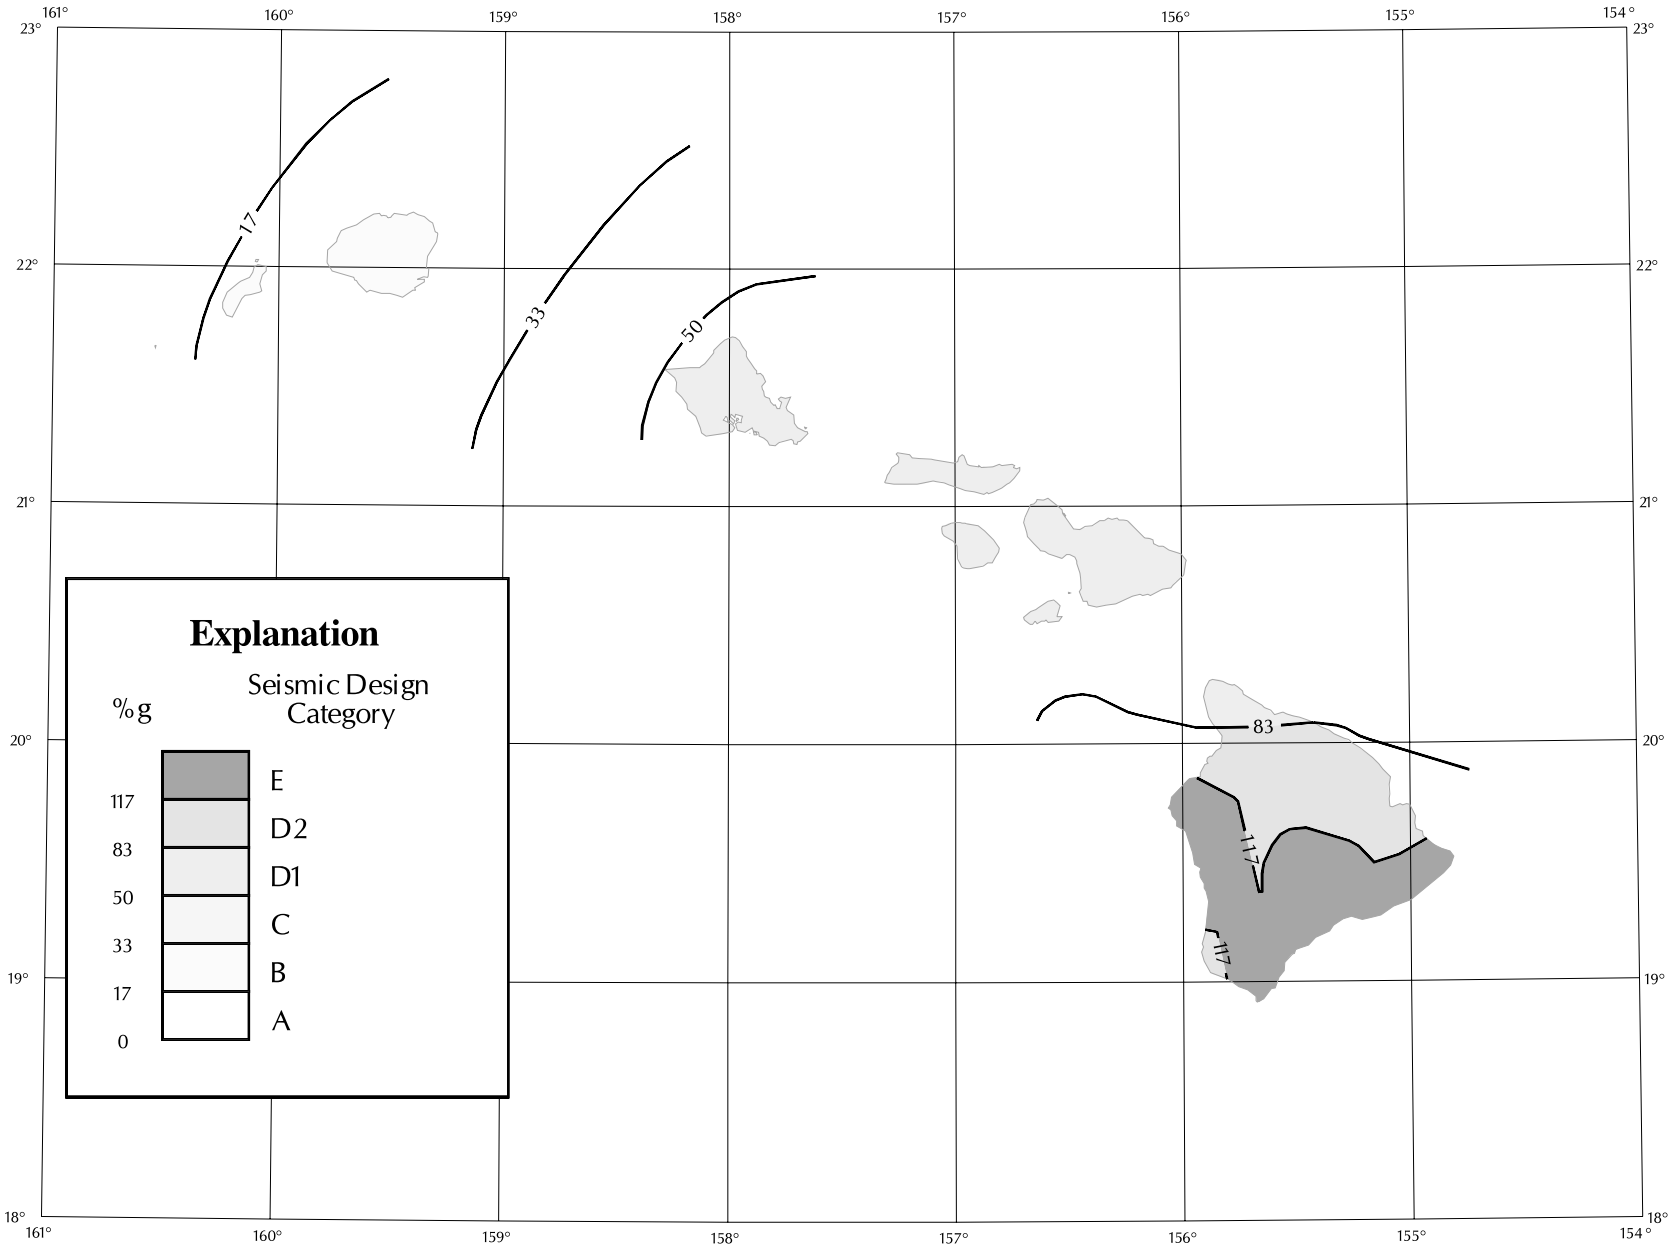 161° 160° 159° 158° 157° 156° 155° 154°
23° 23°
17
22° 22°
33
50
21° 21°
Explanation
Seismic Design
%g Category
20° 83 20°
E
117
D2
83
117
D1
50
C
33
117
B
19° 19°
17
A
0
18° 18°
161° 160° 159° 158° 157° 156° 155° 154°